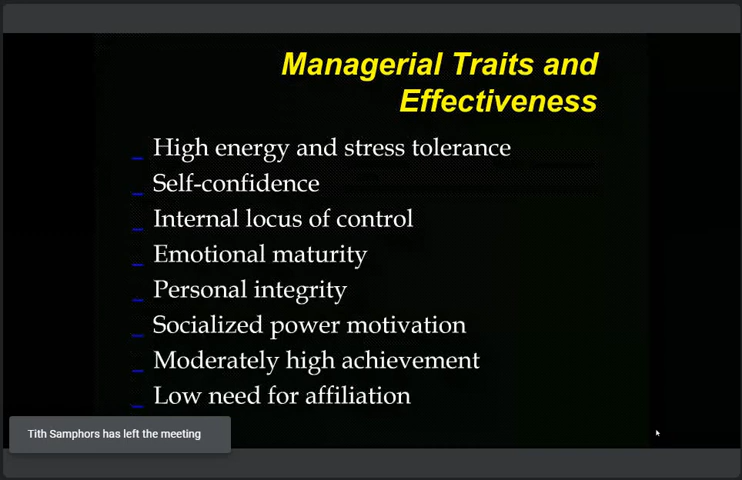 Managerial Traits and
Effectiveness
_ High energy and stress tolerance
_ Self-confidence
_ Internal locus of control
_ Emotional maturity
_ Personal integrity
_ Socialized power motivation
_ Moderately high achievement
_ Low need for affiliation
Tith Samphors has left the meeting